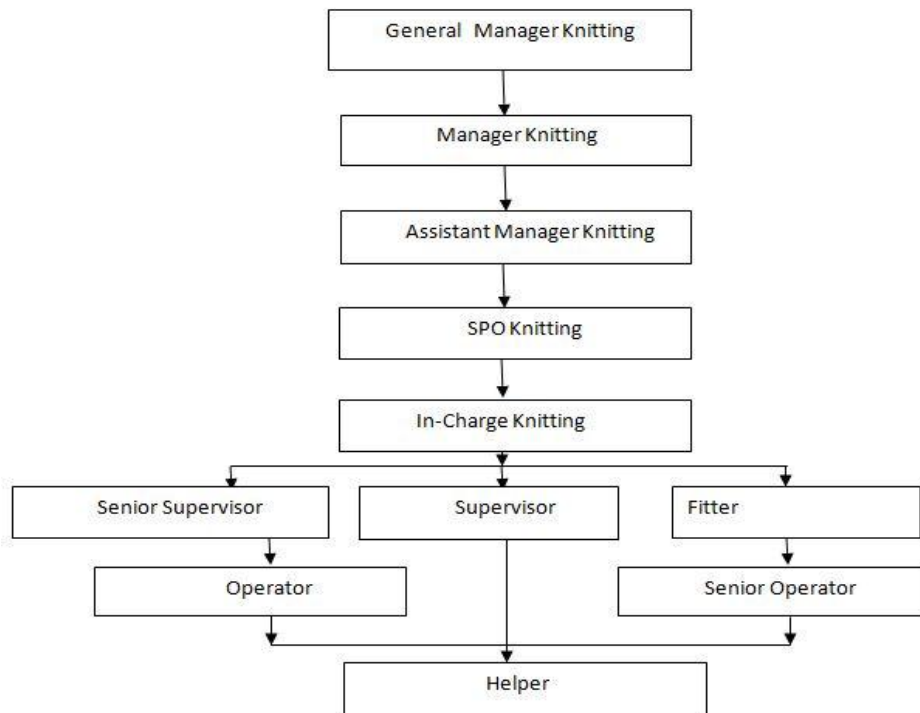 General Manager Knitting
Manager Knitting
Assistant Manager Knitting
SPO Knitting
In-Charge Knitting
Senior Supervisor
Supervisor
Fitter
Operator
Senior Operator
Helper